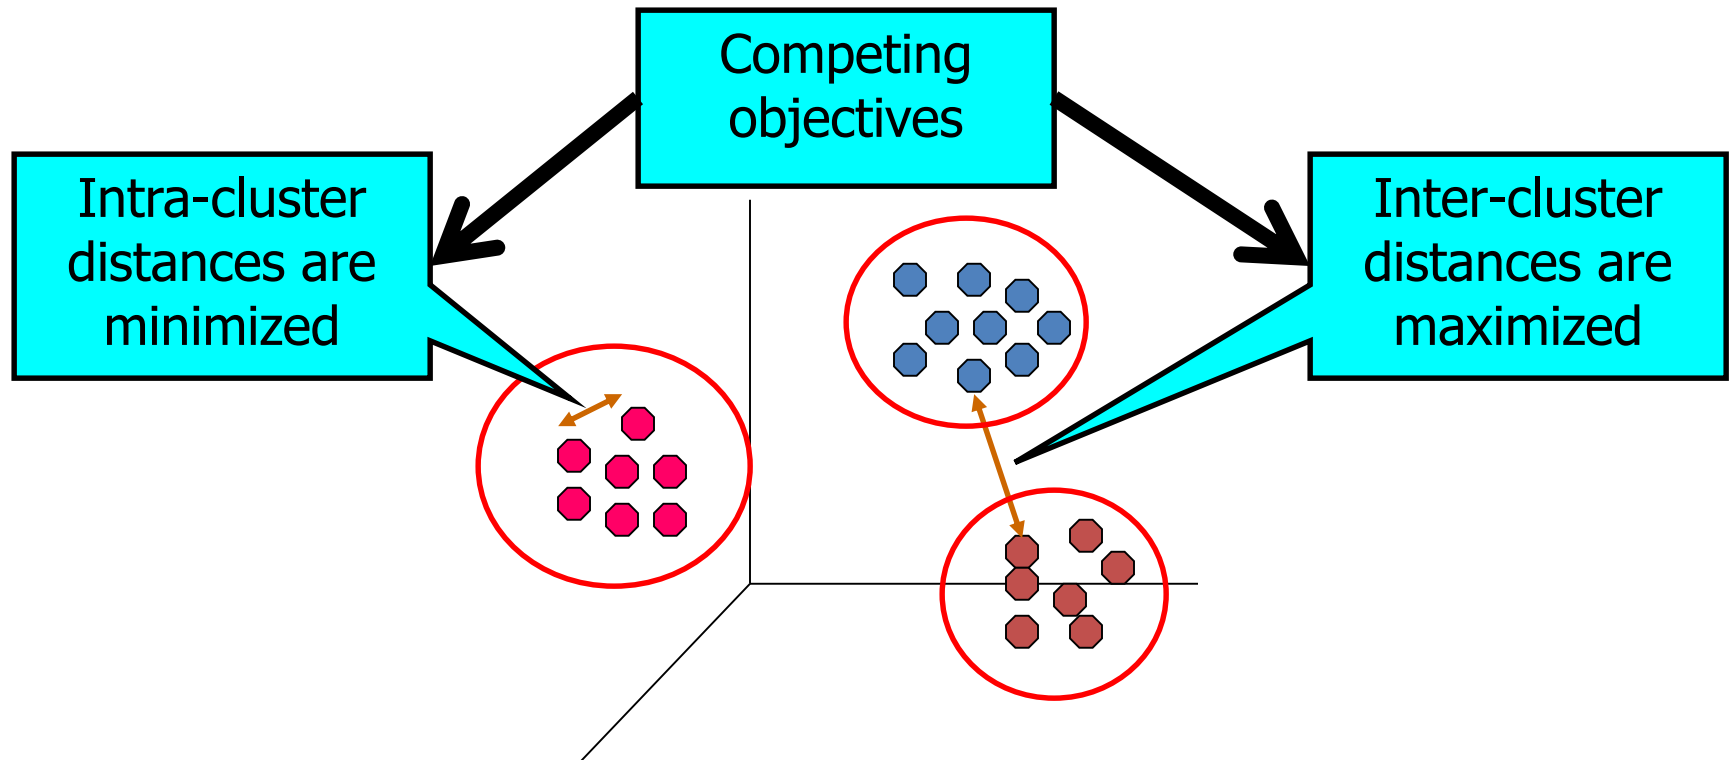 Competing
objectives
Intra-cluster
distances are
minimized
Inter-cluster
distances are
maximized